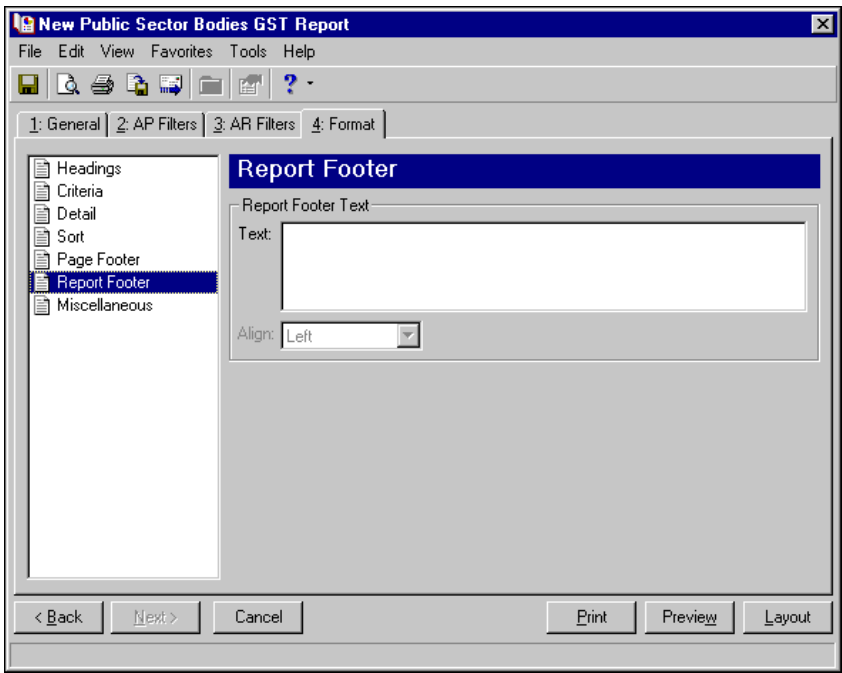 New Public Sector Bodies GST Report
File Edit View Favorites Tools Help
?
1: General 2: AP Filters 3: AR Filters 4: Format
Headings
Criteria
Detail
Sort
Page Footer
Report Footer
Miscellaneous
Report Footer
Report Footer Text
Text:
Align: Left
< Back Next > Cancel Print Preview Layout